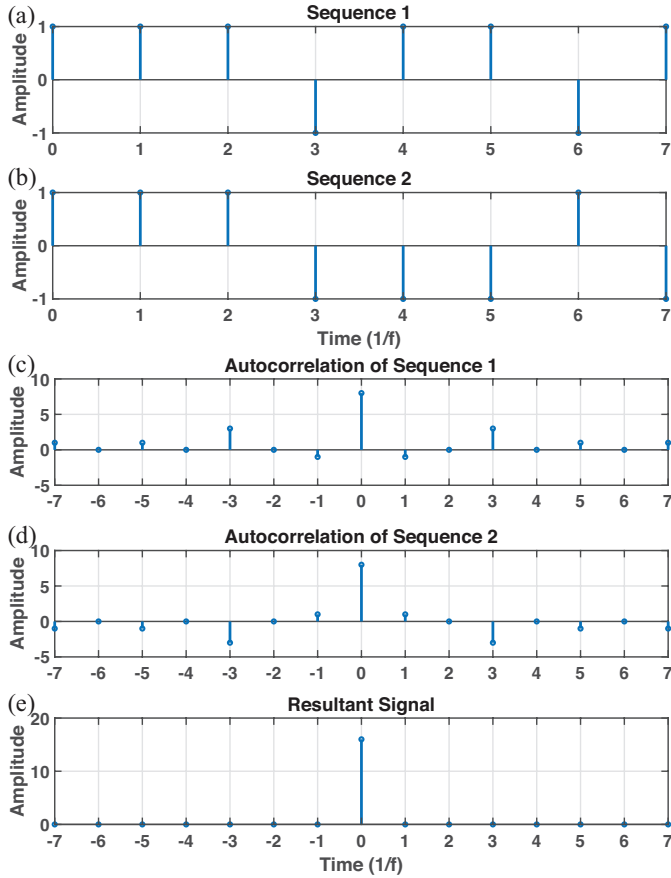 (a)
Sequence 1
Amplitude
1
0
-1
0 1 2 3 4 5 6 7
(b)
Sequence 2
Amplitude
1
0
-1
0 1 2 3 4 5 6 7
Time (1/f)
(c)
Autocorrelation of Sequence 1
Amplitude
10
5
0
-5
-7 -6 -5 -4 -3 -2 -1 0 1 2 3 4 5 6 7
(d)
Autocorrelation of Sequence 2
Amplitude
10
5
0
-5
-7 -6 -5 -4 -3 -2 -1 0 1 2 3 4 5 6 7
(e)
Resultant Signal
Amplitude
20
10
0
-7 -6 -5 -4 -3 -2 -1 0 1 2 3 4 5 6 7
Time (1/f)